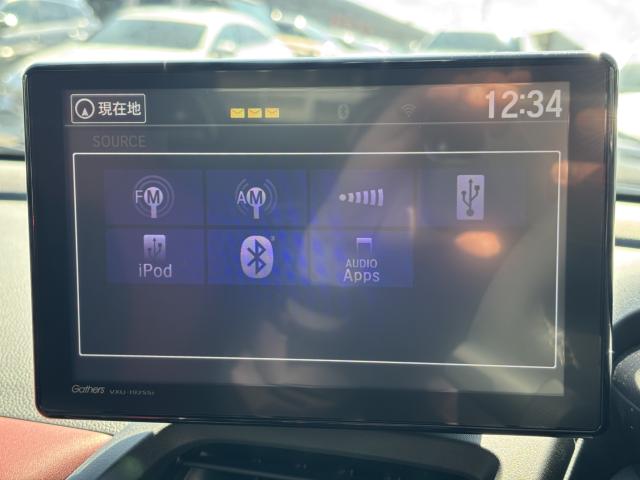 現在地
12:34
SOURCE
FM
AM
iPod
AUDIO
Apps
Gathers